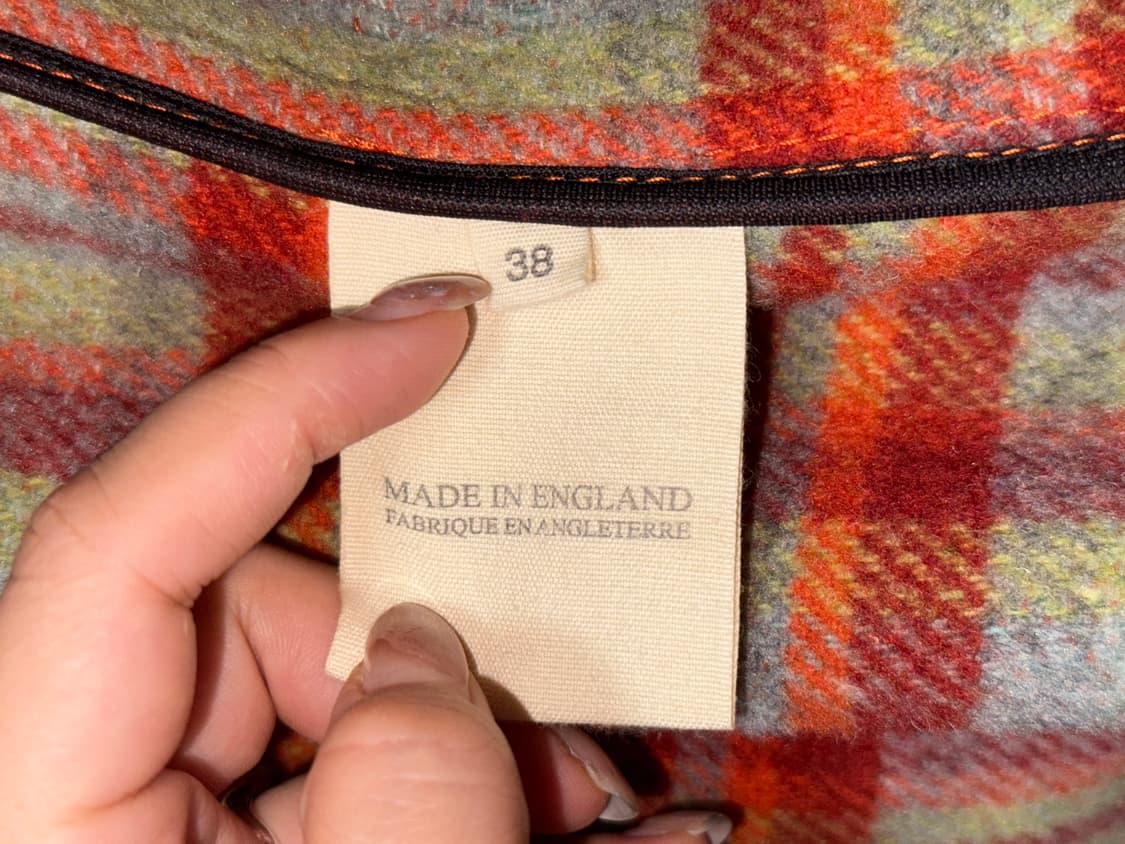 38
MADE IN ENGLAND
FABRIQUE EN ANGLETERRE